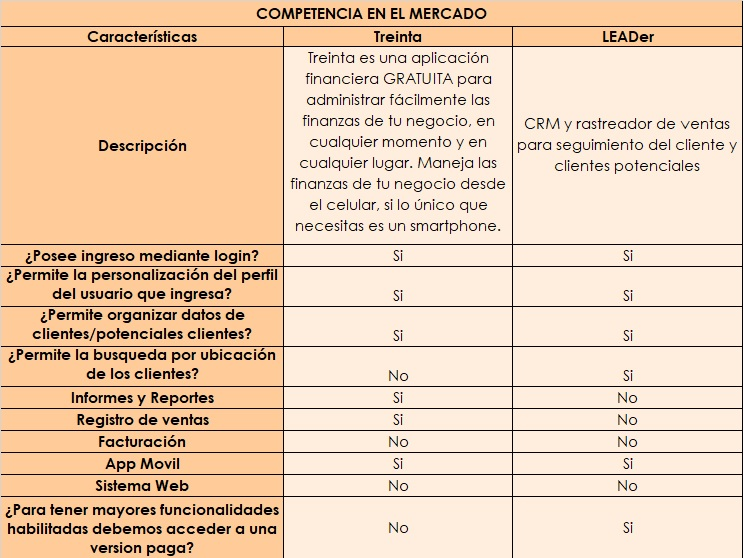 COMPETENCIA EN EL MERCADO
Características Treinta LEADer
Descripción
Treinta es una aplicación
financiera GRATUITA para
administrar fácilmente las
finanzas de tu negocio, en
cualquier momento y en
cualquier lugar. Maneja las
finanzas de tu negocio desde
el celular, si lo único que
necesitas es un smartphone.
CRM y rastreador de ventas
para seguimiento del cliente y
clientes potenciales
¿Posee ingreso mediante login? Si Si
¿Permite la personalización del perfil
del usuario que ingresa? Si Si
¿Permite organizar datos de
clientes/potenciales clientes? Si Si
¿Permite la busqueda por ubicación
de los clientes? No Si
Informes y Reportes Si No
Registro de ventas Si No
Facturación No No
App Movil Si Si
Sistema Web No No
¿Para tener mayores funcionalidades
habilitadas debemos acceder a una
version paga? No Si